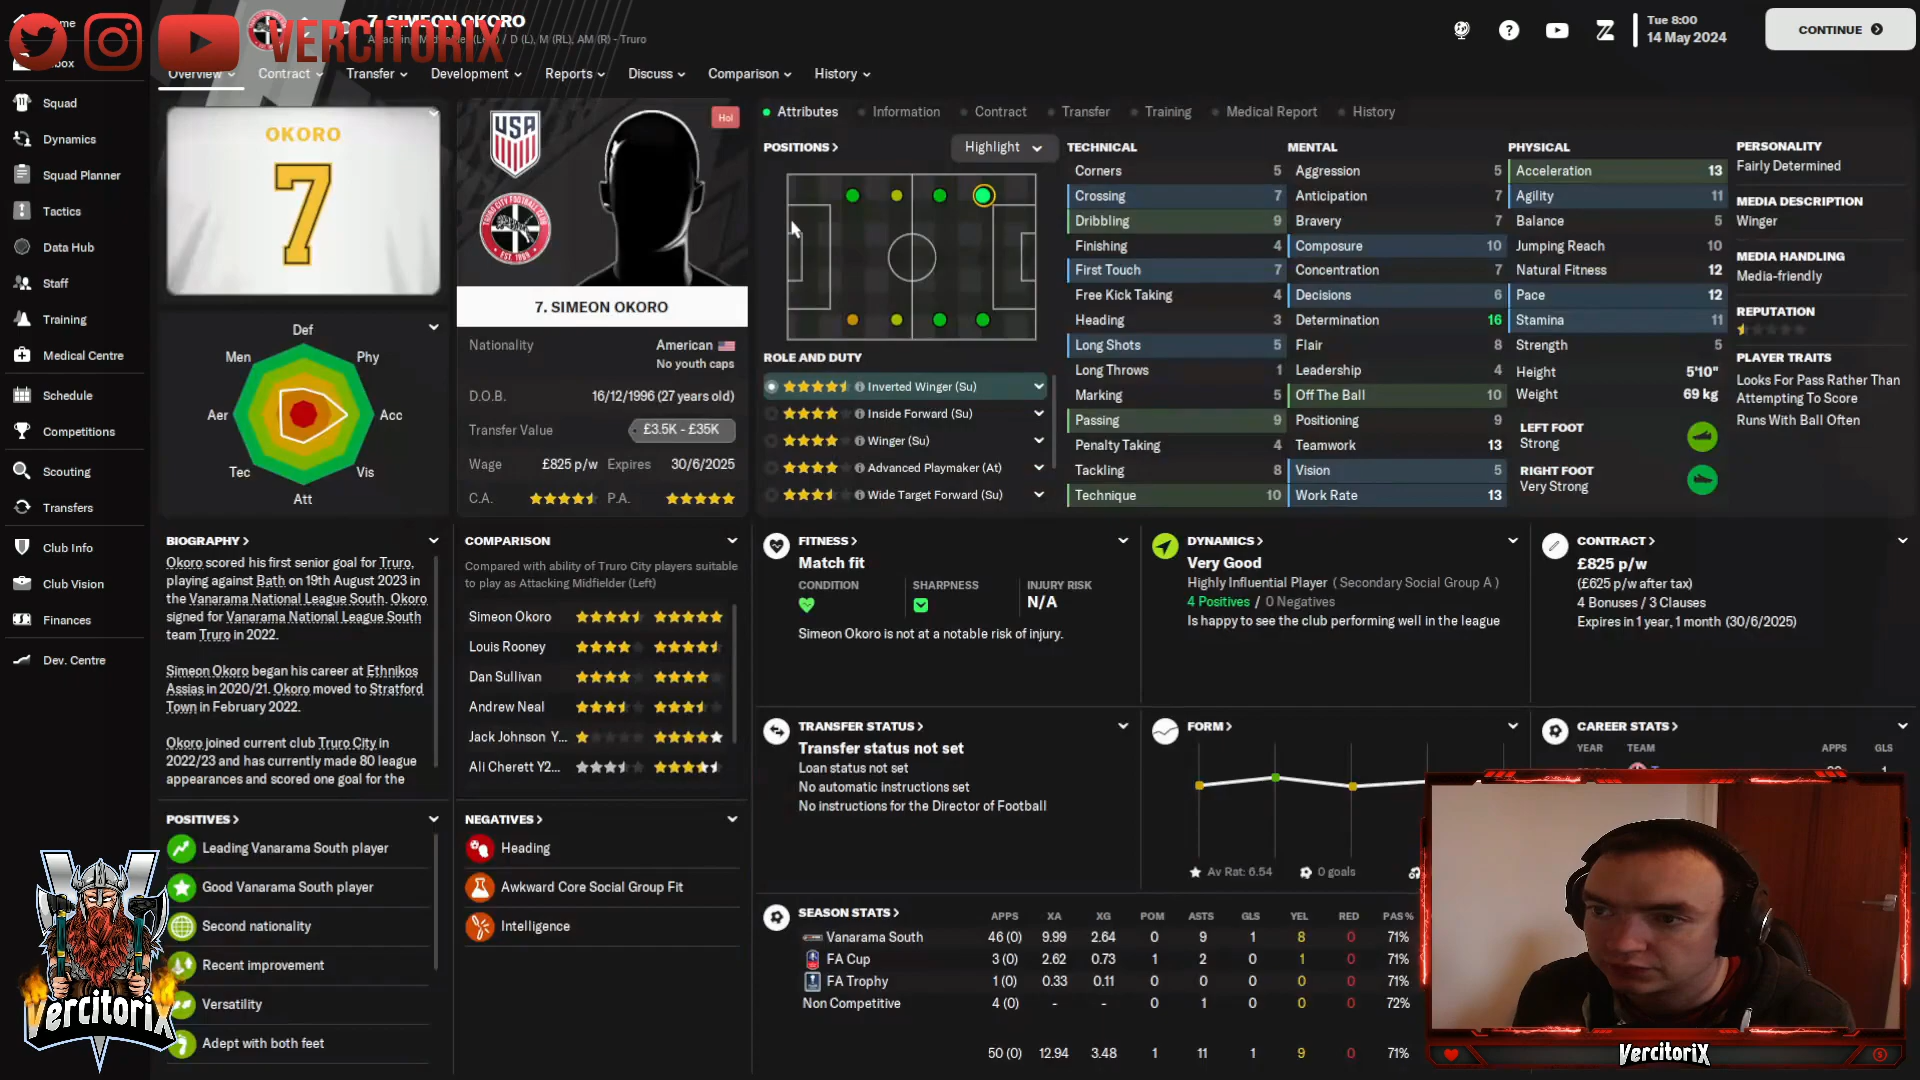 7. SIMEON OKORO
D (L), M (RL), AM (R) - Truro
VERCITORIX
Tue 8:00
14 May 2024
CONTINUE
Overview
Contract
Transfer
Development
Reports
Discuss
Comparison
History
Squad
Dynamics
Squad Planner
Tactics
Data Hub
Staff
Training
Medical Centre
Schedule
Competitions
Scouting
Transfers
Club Info
Club Vision
Finances
Dev. Centre
OKORO
7
Def
Phy
Acc
Vis
Att
Tec
Aer
Men
USA
TRURO CITY FOOTBALL CLUB
EST. 1889
Hol
7. SIMEON OKORO
Nationality American
No youth caps
D.O.B. 16/12/1996 (27 years old)
Transfer Value £3.5K - £35K
Wage £825 p/w Expires 30/6/2025
C.A. P.A.
Attributes Information Contract Transfer Training Medical Report History
POSITIONS >
Highlight
ROLE AND DUTY
Inverted Winger (Su)
Inside Forward (Su)
Winger (Su)
Advanced Playmaker (At)
Wide Target Forward (Su)
TECHNICAL
Corners 5
Crossing 7
Dribbling 9
Finishing 4
First Touch 7
Free Kick Taking 4
Heading 3
Long Shots 5
Long Throws 1
Marking 5
Passing 9
Penalty Taking 4
Tackling 8
Technique 10
MENTAL
Aggression 5
Anticipation 7
Bravery 7
Composure 10
Concentration 7
Decisions 6
Determination 16
Flair 8
Leadership 4
Off The Ball 10
Positioning 9
Teamwork 13
Vision 5
Work Rate 13
PHYSICAL
Acceleration 13
Agility 11
Balance 5
Jumping Reach 10
Natural Fitness 12
Pace 12
Stamina 11
Strength 5
Height 5'10"
Weight 69 kg
LEFT FOOT
Strong
RIGHT FOOT
Very Strong
PERSONALITY
Fairly Determined
MEDIA DESCRIPTION
Winger
MEDIA HANDLING
Media-friendly
REPUTATION
PLAYER TRAITS
Looks For Pass Rather Than
Attempting To Score
Runs With Ball Often
BIOGRAPHY >
Okoro scored his first senior goal for Truro,
playing against Bath on 19th August 2023 in
the Vanarama National League South. Okoro
signed for Vanarama National League South
team Truro in 2022.
Simeon Okoro began his career at Ethnikos
Assias in 2020/21. Okoro moved to Stratford
Town in February 2022.
Okoro joined current club Truro City in
2022/23 and has currently made 80 league
appearances and scored one goal for the
COMPARISON
Compared with ability of Truro City players suitable
to play as Attacking Midfielder (Left)
Simeon Okoro
Louis Rooney
Dan Sullivan
Andrew Neal
Jack Johnson Y...
Ali Cherett Y2...
FITNESS >
Match fit
CONDITION
SHARPNESS
INJURY RISK
N/A
Simeon Okoro is not at a notable risk of injury.
DYNAMICS >
Very Good
Highly Influential Player ( Secondary Social Group A )
4 Positives / 0 Negatives
Is happy to see the club performing well in the league
CONTRACT >
£825 p/w
(£625 p/w after tax)
4 Bonuses / 3 Clauses
Expires in 1 year, 1 month (30/6/2025)
TRANSFER STATUS >
Transfer status not set
Loan status not set
No automatic instructions set
No instructions for the Director of Football
FORM >
Av Rat: 6.54
0 goals
CAREER STATS >
YEAR TEAM APPS GLS
POSITIVES >
Leading Vanarama South player
Good Vanarama South player
Second nationality
Recent improvement
Versatility
Adept with both feet
NEGATIVES >
Heading
Awkward Core Social Group Fit
Intelligence
SEASON STATS > APPS XA XG POM ASTS GLS YEL RED PAS %
Vanarama South 46 (0) 9.99 2.64 0 9 1 8 0 71%
FA Cup 3 (0) 2.62 0.73 1 2 0 1 0 71%
FA Trophy 1 (0) 0.33 0.11 0 0 0 0 0 71%
Non Competitive 4 (0) - - 0 1 0 0 0 72%
50 (0) 12.94 3.48 1 11 1 9 0 71%
VercitoriX
VercitoriX